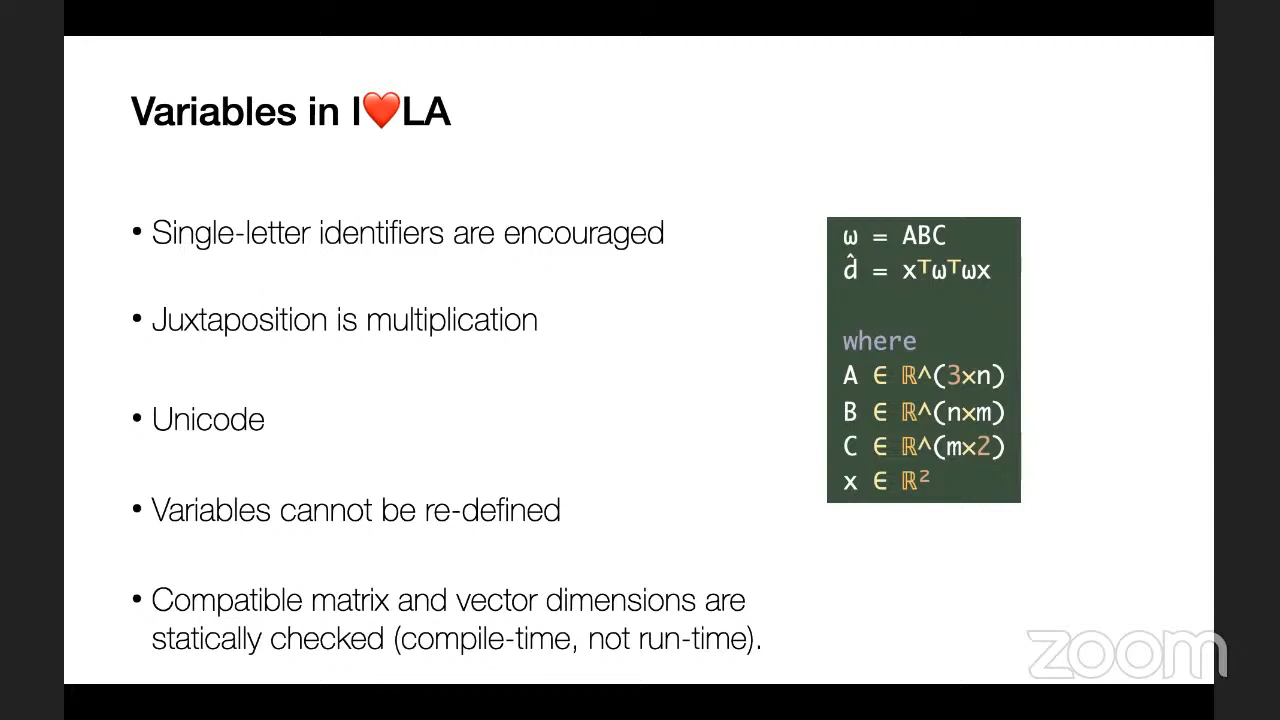 Variables in I❤️LA
• Single-letter identifiers are encouraged
• Juxtaposition is multiplication
• Unicode
• Variables cannot be re-defined
• Compatible matrix and vector dimensions are
statically checked (compile-time, not run-time).
ω = ABC
d̂ = xᵀωᵀωx
where
A ∈ ℝ^(3×n)
B ∈ ℝ^(n×m)
C ∈ ℝ^(m×2)
x ∈ ℝ²
zoom